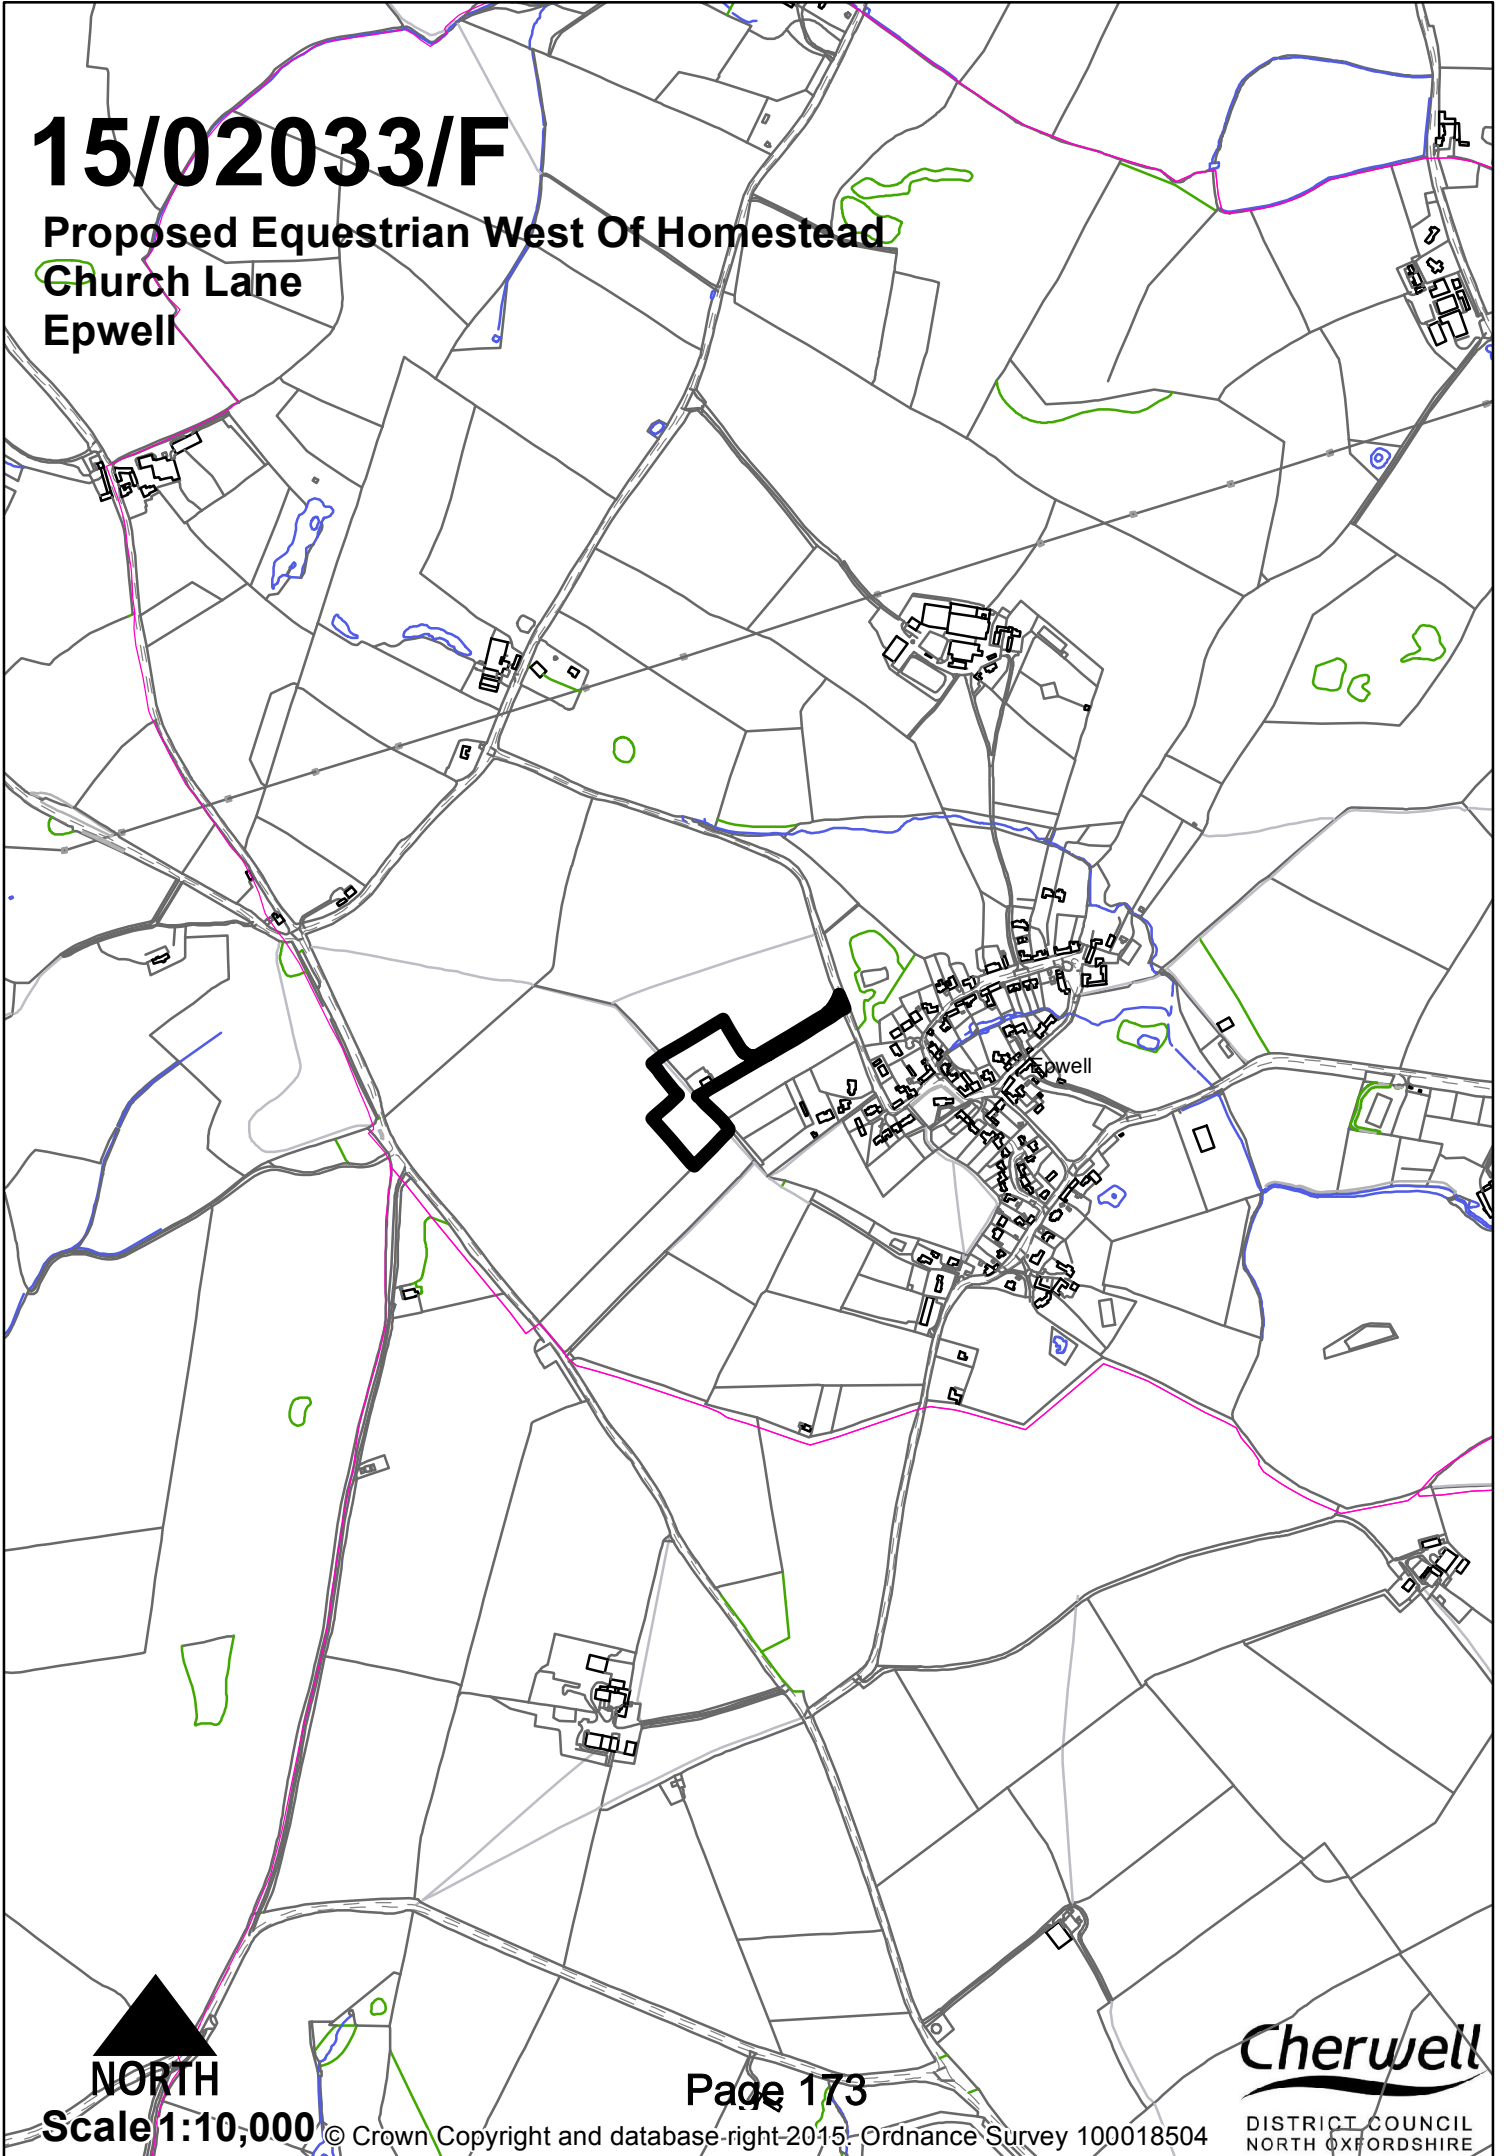 15/02033/F
Proposed Equestrian West Of Homestead
Church Lane
Epwell
Epwell
NORTH
Scale 1:10,000
Page 173
© Crown Copyright and database right 2015. Ordnance Survey 100018504
Cherwell
DISTRICT COUNCIL
NORTH OXFORDSHIRE